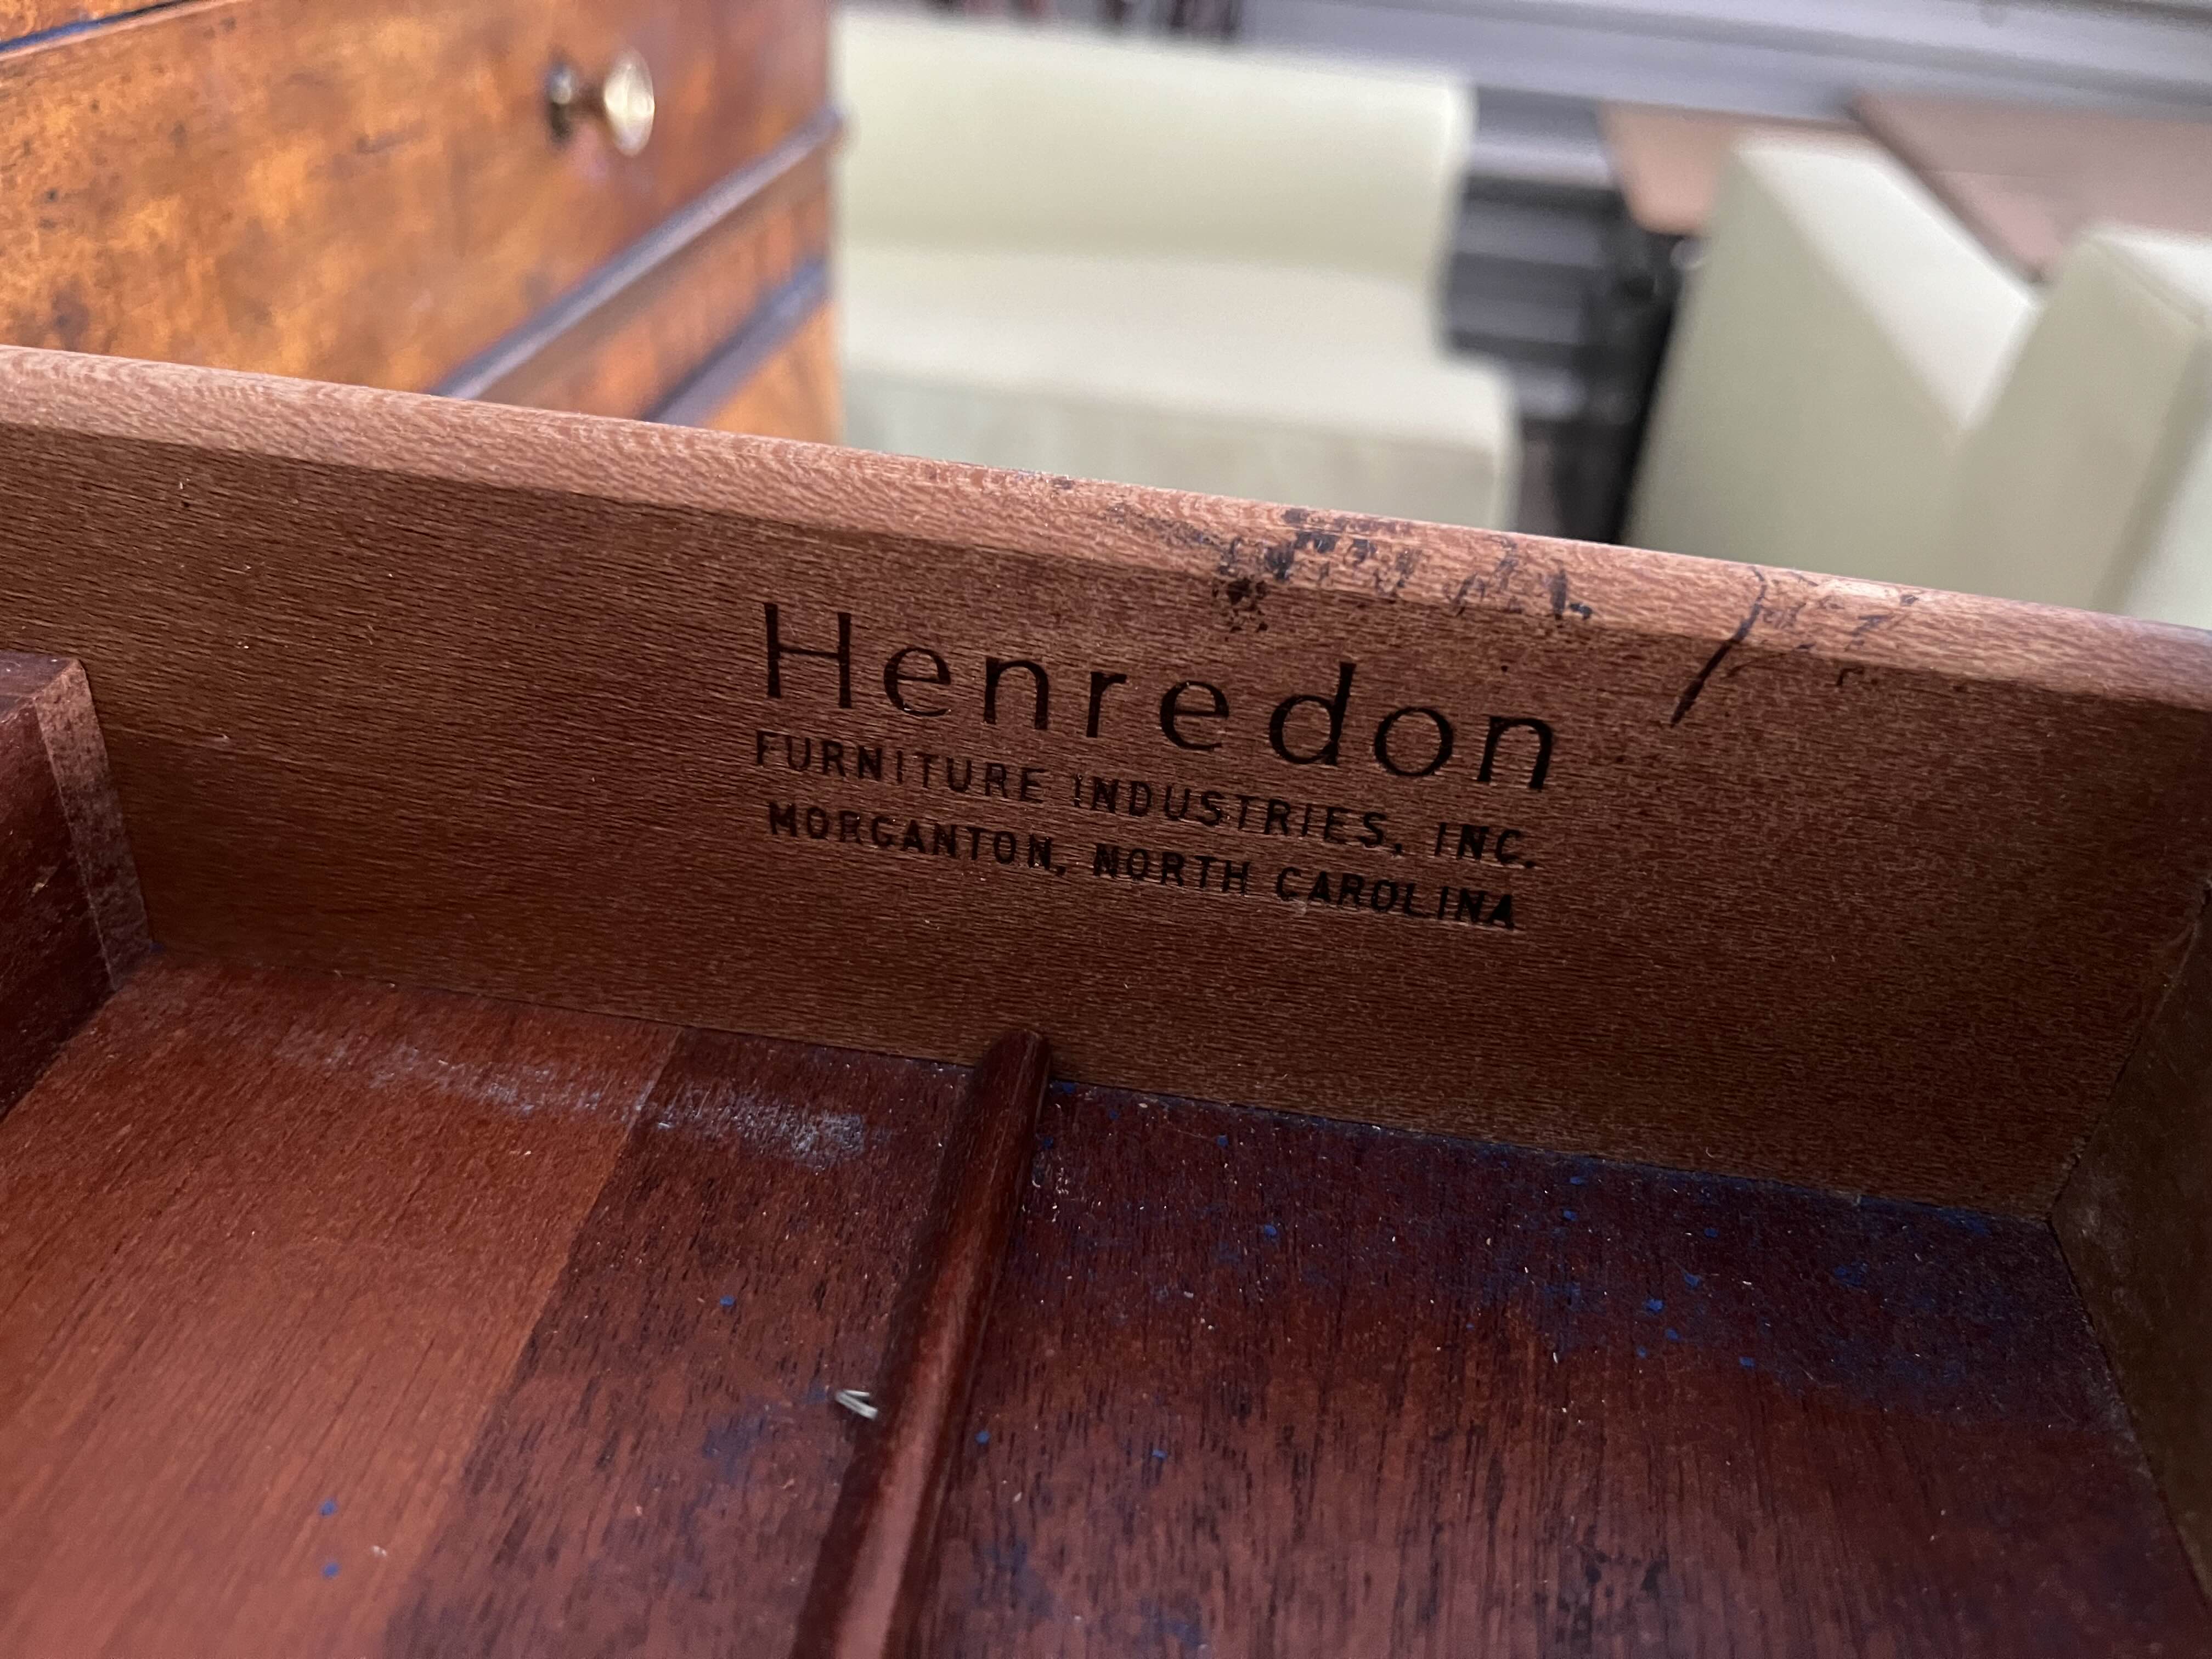 Henredon
FURNITURE INDUSTRIES, INC.
MORGANTON, NORTH CAROLINA